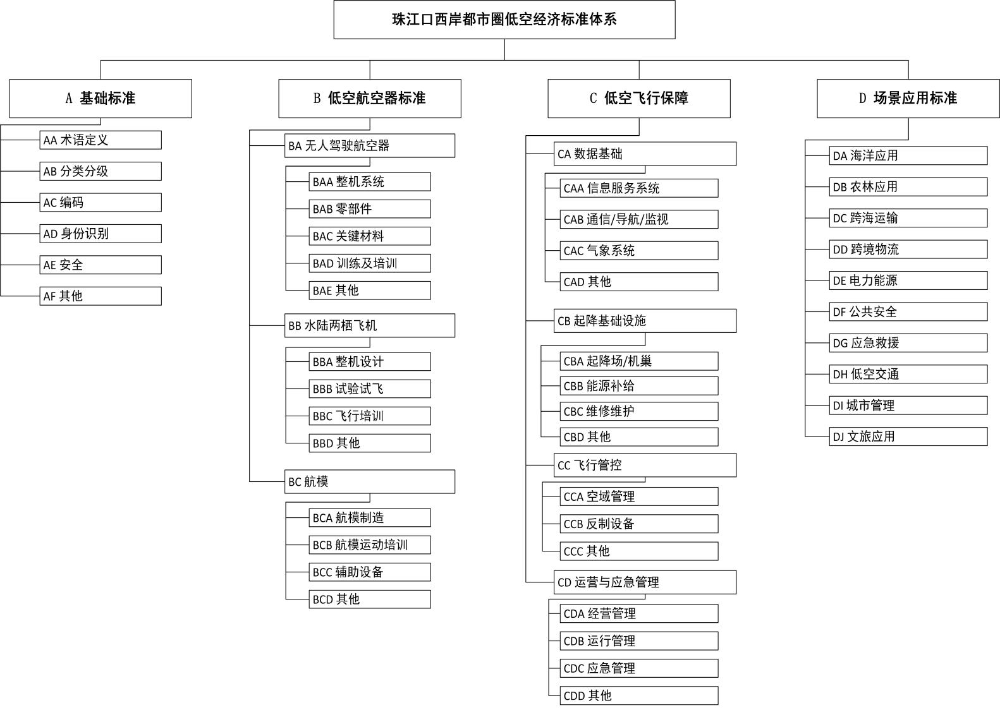 珠江口西岸都市圈低空经济标准体系
A 基础标准
AA 术语定义
AB 分类分级
AC 编码
AD 身份识别
AE 安全
AF 其他
B 低空航空器标准
BA 无人驾驶航空器
BAA 整机系统
BAB 零部件
BAC 关键材料
BAD 训练及培训
BAE 其他
BB 水陆两栖飞机
BBA 整机设计
BBB 试验试飞
BBC 飞行培训
BBD 其他
BC 航模
BCA 航模制造
BCB 航模运动培训
BCC 辅助设备
BCD 其他
C 低空飞行保障
CA 数据基础
CAA 信息服务系统
CAB 通信/导航/监视
CAC 气象系统
CAD 其他
CB 起降基础设施
CBA 起降场/机巢
CBB 能源补给
CBC 维修维护
CBD 其他
CC 飞行管控
CCA 空域管理
CCB 反制设备
CCC 其他
CD 运营与应急管理
CDA 经营管理
CDB 运行管理
CDC 应急管理
CDD 其他
D 场景应用标准
DA 海洋应用
DB 农林应用
DC 跨海运输
DD 跨境物流
DE 电力能源
DF 公共安全
DG 应急救援
DH 低空交通
DI 城市管理
DJ 文旅应用